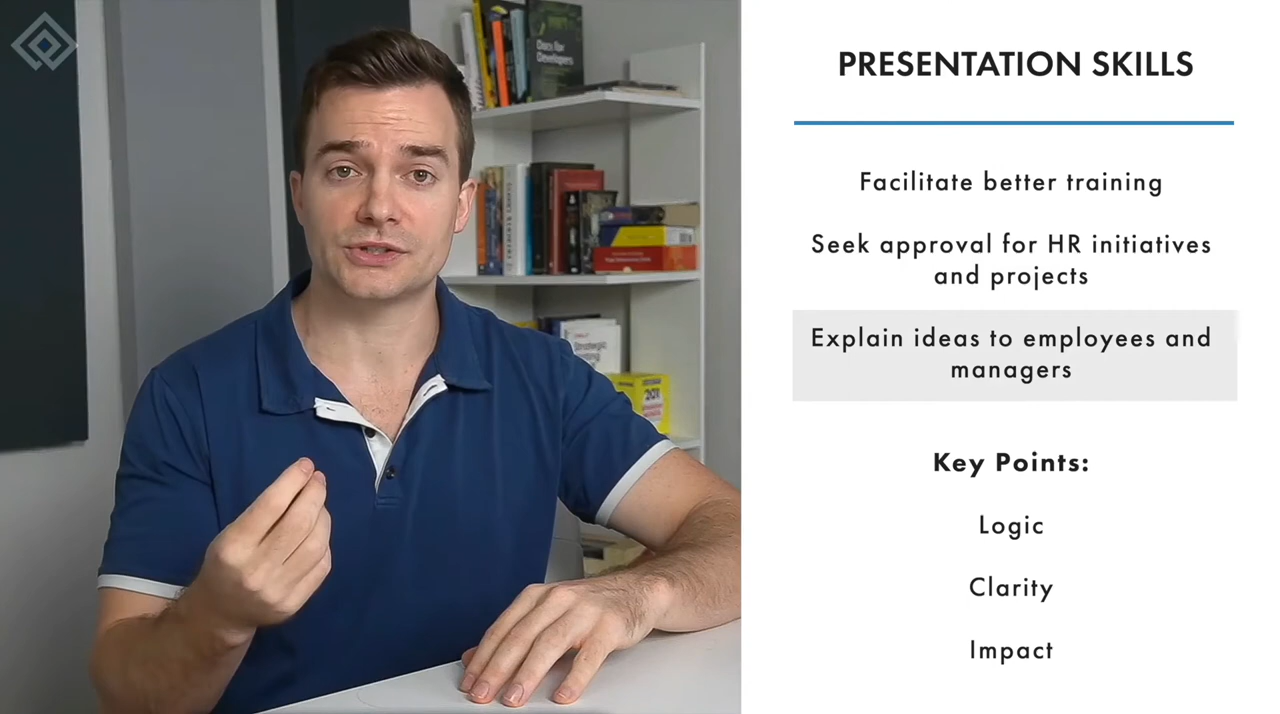 Docs for
Developers
Strategic
PRESENTATION SKILLS
Facilitate better training
Seek approval for HR initiatives
and projects
Explain ideas to employees and
managers
Key Points:
Logic
Clarity
Impact